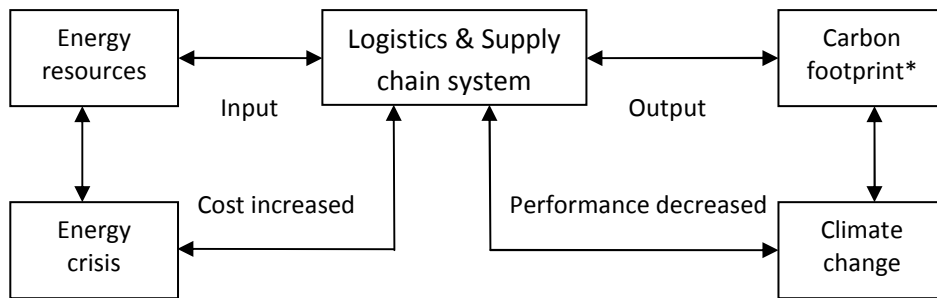 Energy
resources
Logistics & Supply
chain system
Carbon
footprint*
Input
Output
Cost increased
Performance decreased
Energy
crisis
Climate
change